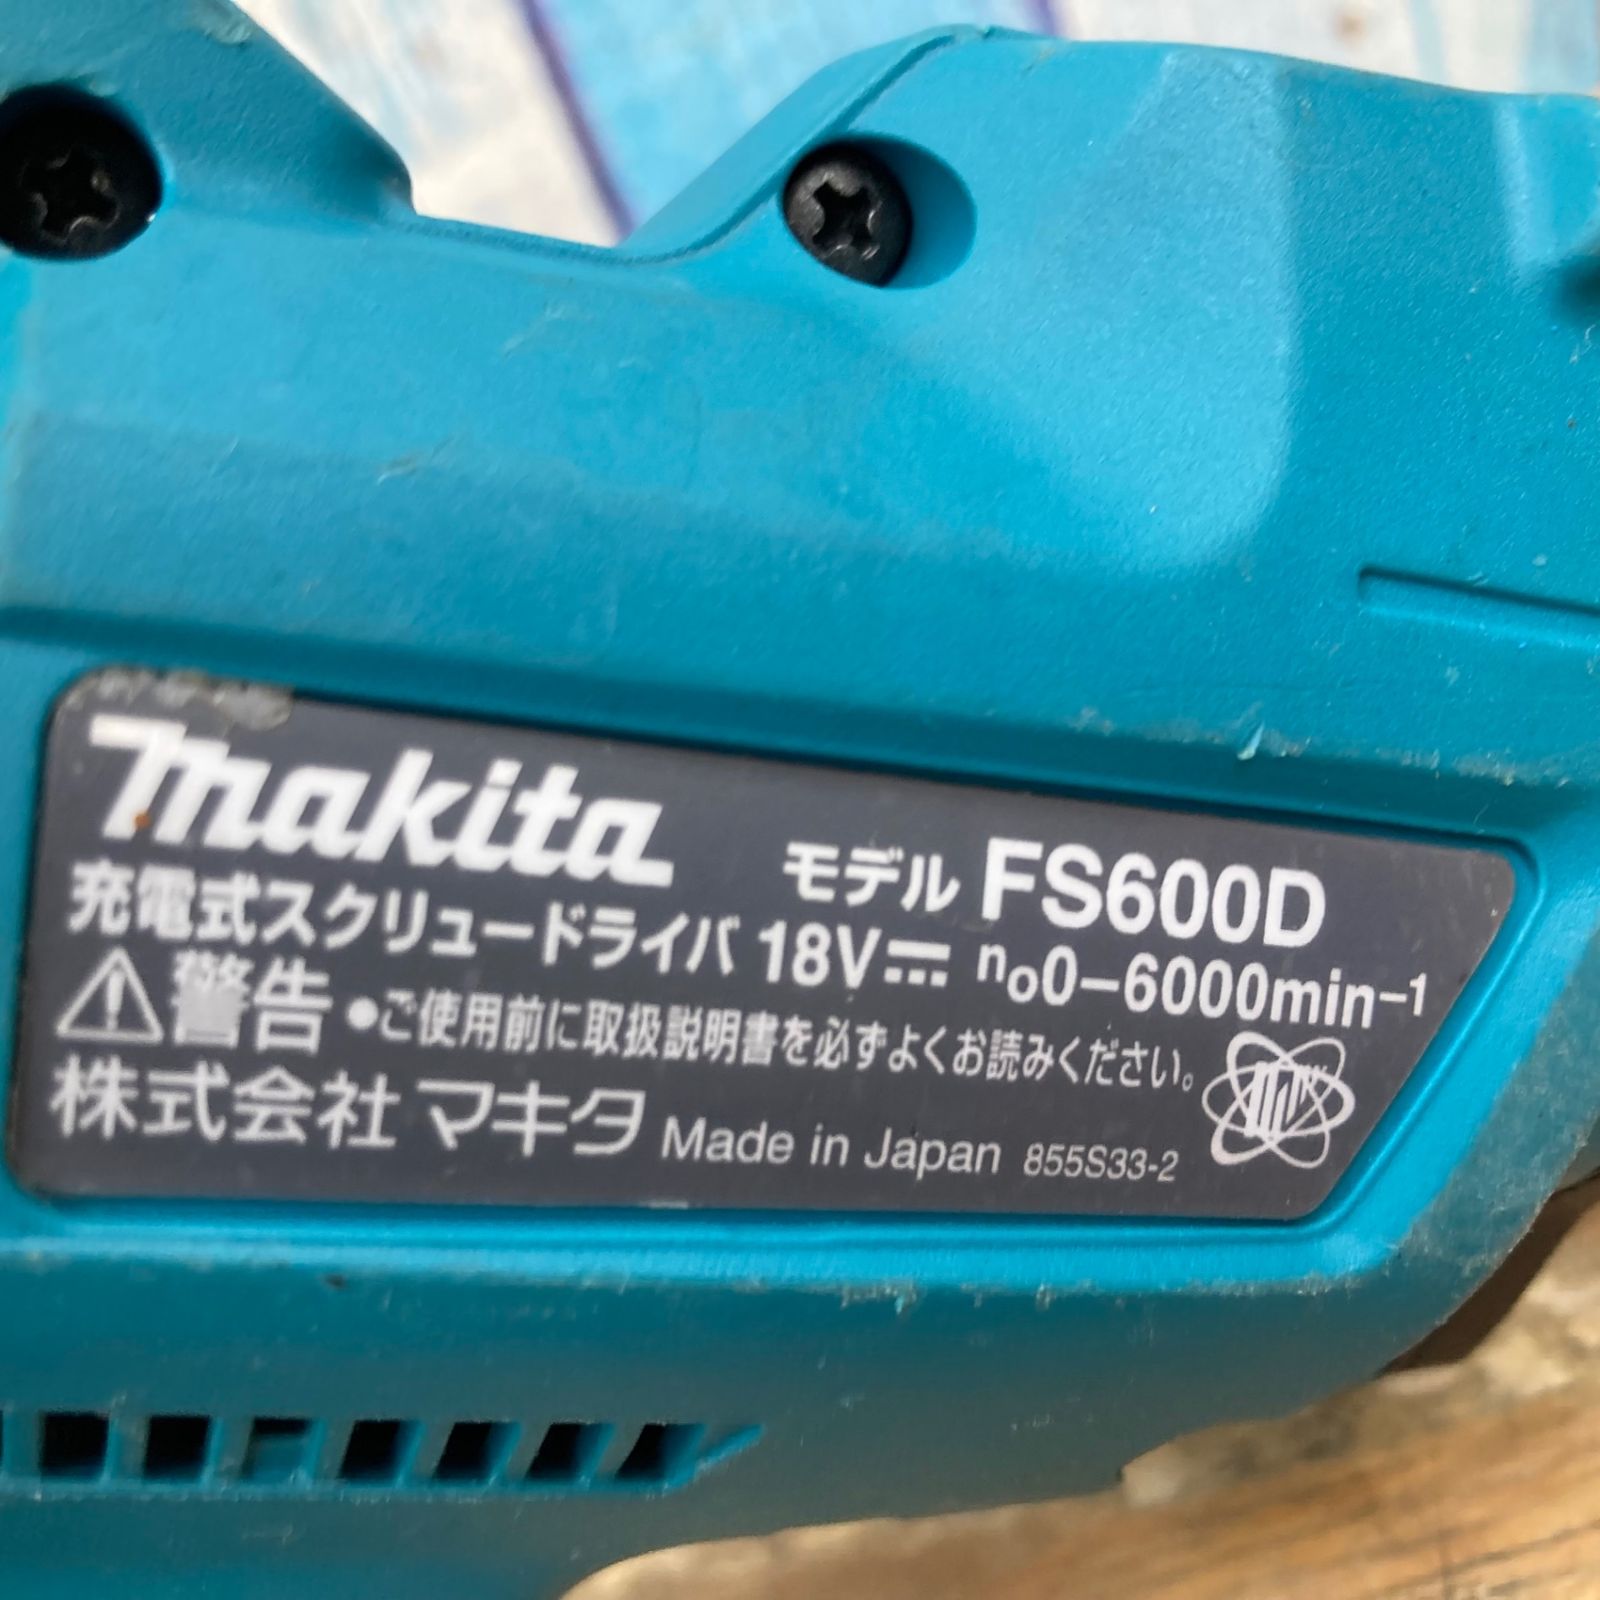 makita モデル FS600D
充電式スクリュードライバ 18V⎓ n₀0-6000min-1
⚠警告 ●ご使用前に取扱説明書を必ずよくお読みください。
株式会社マキタ Made in Japan 855S33-2